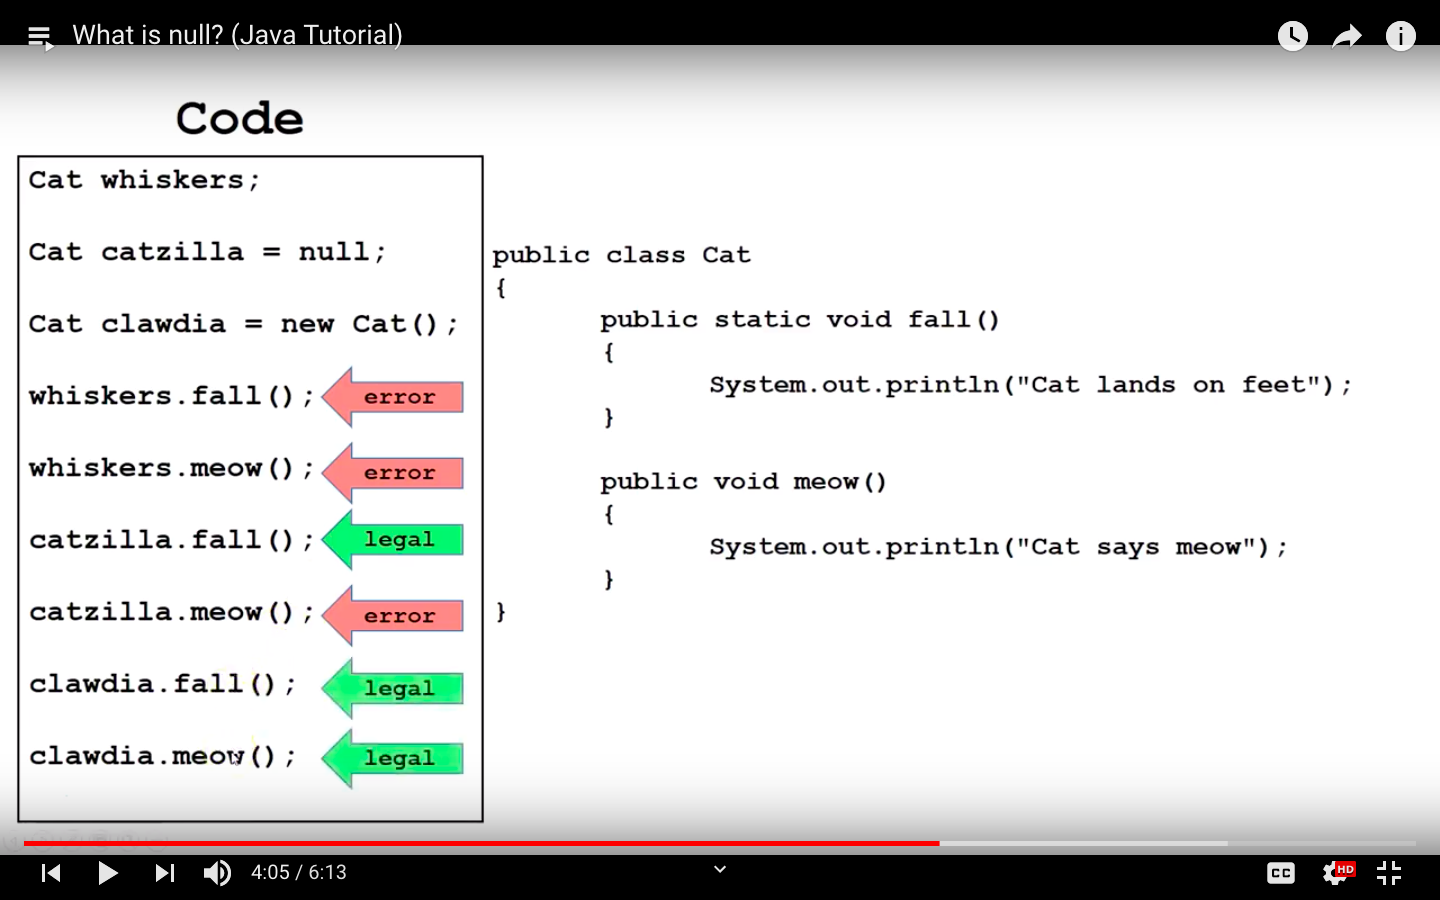 What is null? (Java Tutorial)
Code
Cat whiskers;
Cat catzilla = null;
Cat clawdia = new Cat();
whiskers.fall(); error
whiskers.meow(); error
catzilla.fall(); legal
catzilla.meow(); error
clawdia.fall(); legal
clawdia.meow(); legal
public class Cat
{
public static void fall()
{
System.out.println("Cat lands on feet");
}
public void meow()
{
System.out.println("Cat says meow");
}
}
4:05 / 6:13
CC
HD